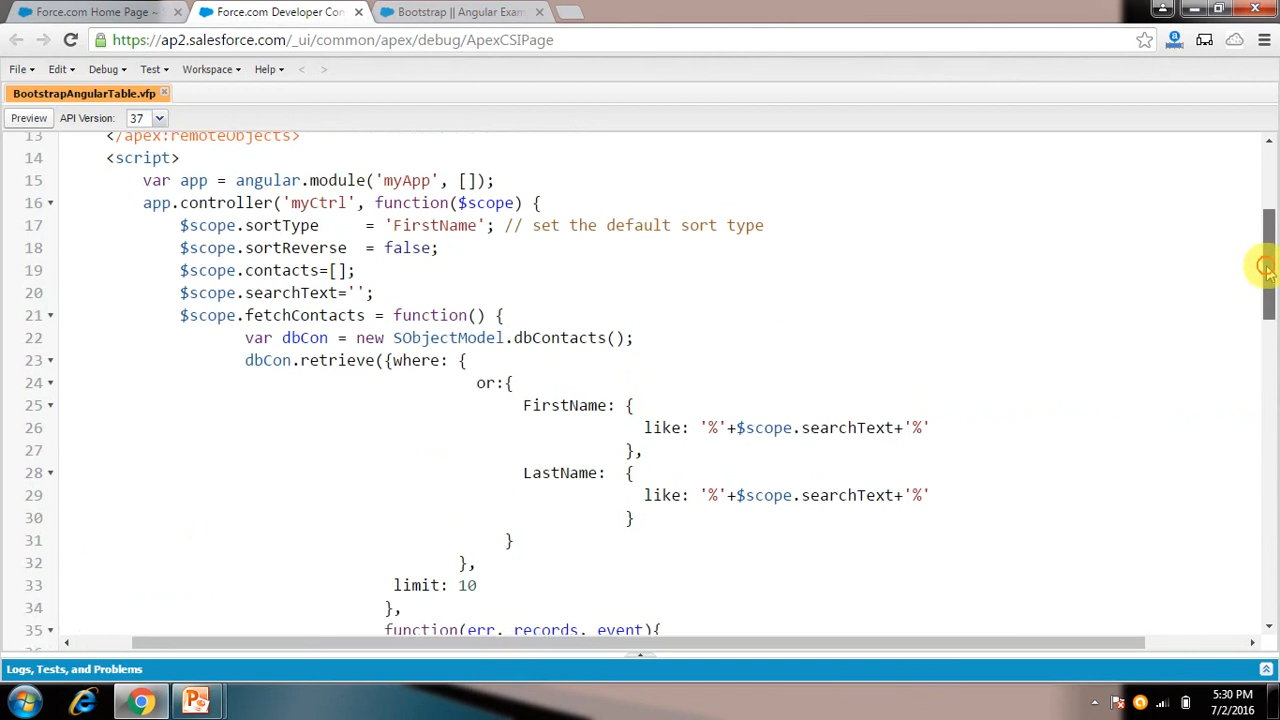 Force.com Home Page ~
Force.com Developer Con
Bootstrap || Angular Exam
https://ap2.salesforce.com/_ui/common/apex/debug/ApexCSIPage
File Edit Debug Test Workspace Help < >
BootstrapAngularTable.vfp
Preview API Version: 37
13 </apex:remoteObjects>
14 <script>
15 var app = angular.module('myApp', []);
16 app.controller('myCtrl', function($scope) {
17 $scope.sortType = 'FirstName'; // set the default sort type
18 $scope.sortReverse = false;
19 $scope.contacts=[];
20 $scope.searchText='';
21 $scope.fetchContacts = function() {
22 var dbCon = new SObjectModel.dbContacts();
23 dbCon.retrieve({where: {
24 or:{
25 FirstName: {
26 like: '%'+$scope.searchText+'%'
27 },
28 LastName: {
29 like: '%'+$scope.searchText+'%'
30 }
31 }
32 },
33 limit: 10
34 },
35 function(err, records, event){
Logs, Tests, and Problems
5:30 PM
7/2/2016